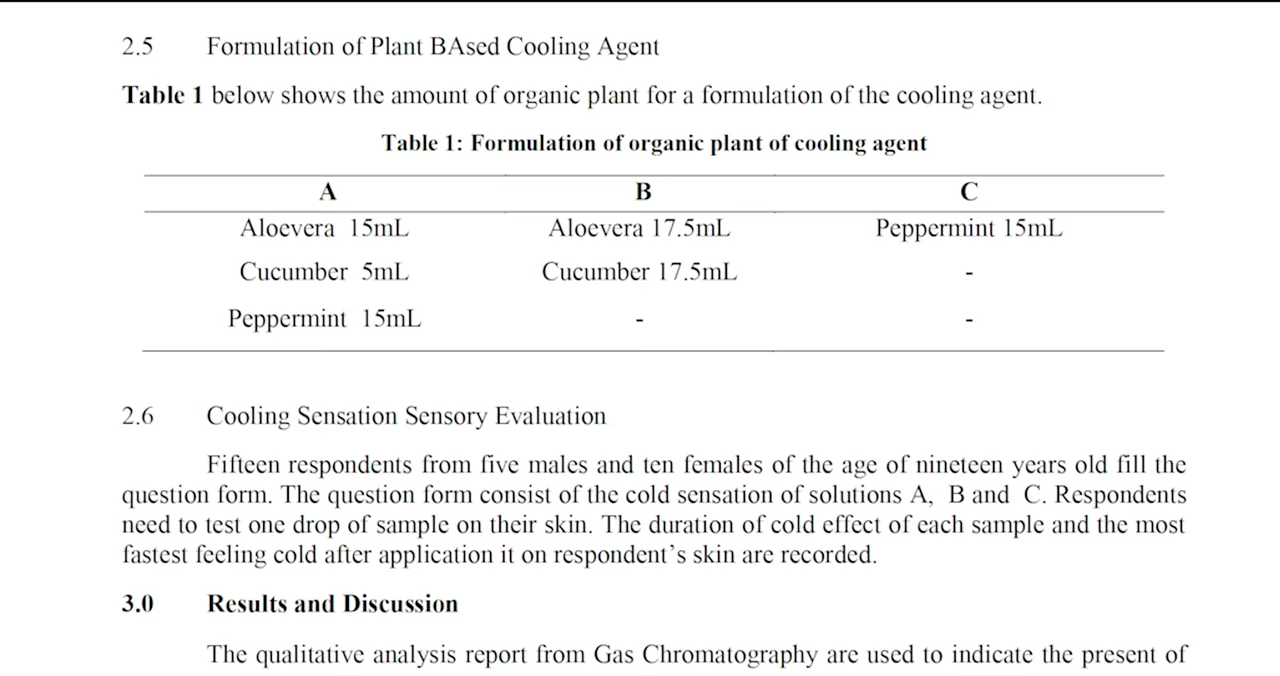 2.5 Formulation of Plant BAsed Cooling Agent
Table 1 below shows the amount of organic plant for a formulation of the cooling agent.
Table 1: Formulation of organic plant of cooling agent
A B C
Aloevera 15mL Aloevera 17.5mL Peppermint 15mL
Cucumber 5mL Cucumber 17.5mL -
Peppermint 15mL - -
2.6 Cooling Sensation Sensory Evaluation
Fifteen respondents from five males and ten females of the age of nineteen years old fill the
question form. The question form consist of the cold sensation of solutions A, B and C. Respondents
need to test one drop of sample on their skin. The duration of cold effect of each sample and the most
fastest feeling cold after application it on respondent's skin are recorded.
3.0 Results and Discussion
The qualitative analysis report from Gas Chromatography are used to indicate the present of